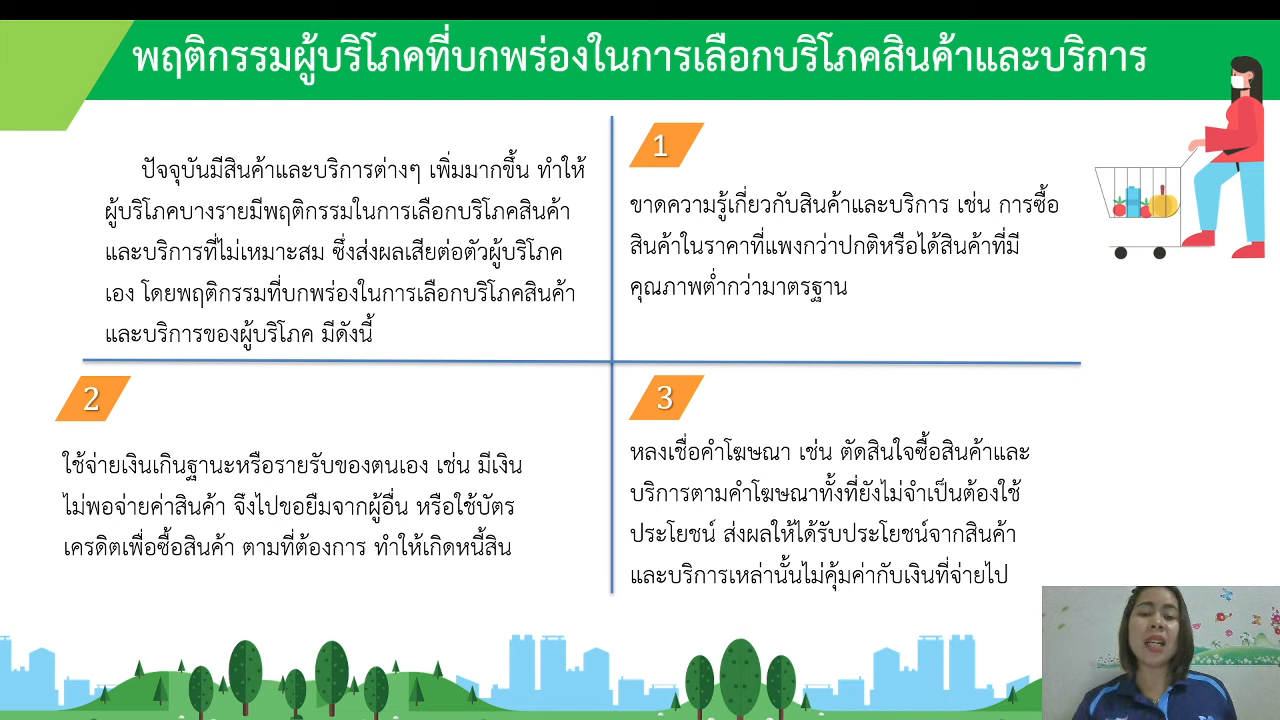 พฤติกรรมผู้บริโภคที่บกพร่องในการเลือกบริโภคสินค้าและบริการ
ปัจจุบันมีสินค้าและบริการต่างๆ เพิ่มมากขึ้น ทำให้
ผู้บริโภคบางรายมีพฤติกรรมในการเลือกบริโภคสินค้า
และบริการที่ไม่เหมาะสม ซึ่งส่งผลเสียต่อตัวผู้บริโภค
เอง โดยพฤติกรรมที่บกพร่องในการเลือกบริโภคสินค้า
และบริการของผู้บริโภค มีดังนี้
1
ขาดความรู้เกี่ยวกับสินค้าและบริการ เช่น การซื้อ
สินค้าในราคาที่แพงกว่าปกติหรือได้สินค้าที่มี
คุณภาพต่ำกว่ามาตรฐาน
2
ใช้จ่ายเงินเกินฐานะหรือรายรับของตนเอง เช่น มีเงิน
ไม่พอจ่ายค่าสินค้า จึงไปขอยืมจากผู้อื่น หรือใช้บัตร
เครดิตเพื่อซื้อสินค้า ตามที่ต้องการ ทำให้เกิดหนี้สิน
3
หลงเชื่อคำโฆษณา เช่น ตัดสินใจซื้อสินค้าและ
บริการตามคำโฆษณาทั้งที่ยังไม่จำเป็นต้องใช้
ประโยชน์ ส่งผลให้ได้รับประโยชน์จากสินค้า
และบริการเหล่านั้นไม่คุ้มค่ากับเงินที่จ่ายไป